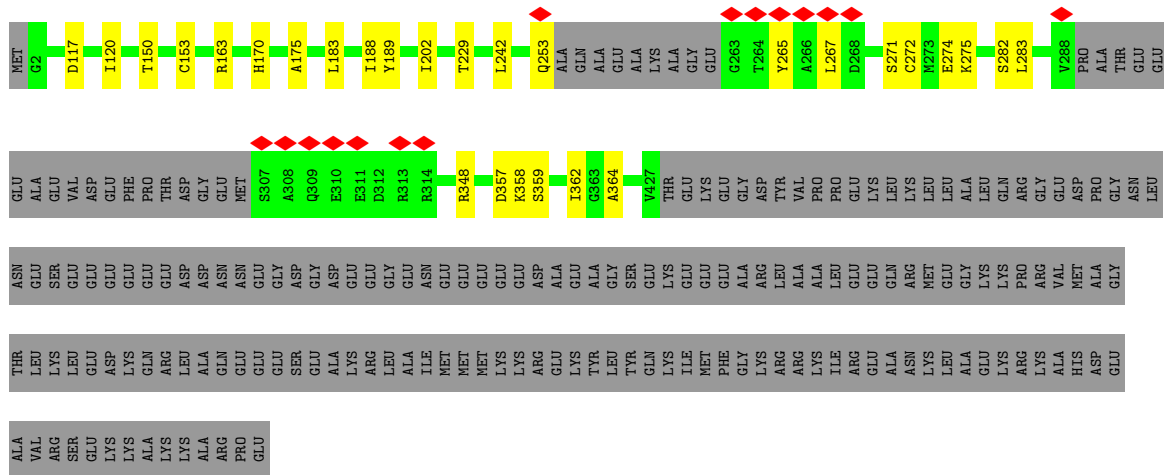 MET G2 D117 I120 T150 C153 R163 H170 A175 L183 I188 Y189 I202 T229 L242 Q253 ALA GLN ALA GLU ALA LYS ALA GLY GLU G263 T264 Y265 A266 L267 D268 S271 C272 M273 E274 K275 S282 L283 V288 PRO ALA THR GLU GLU
GLU ALA GLU VAL ASP GLU PHE PRO THR ASP GLY GLU MET S307 A308 Q309 E310 E311 D312 R313 R314 R348 D357 K358 S359 I362 G363 A364 V427 THR GLU LYS GLU GLY ASP TYR VAL PRO PRO GLU LYS LEU LYS LEU LEU ALA LEU GLN ARG GLY GLU ASP PRO GLY ASN LEU
ASN GLU SER GLU GLU GLU GLU GLU GLU ASP ASP ASN ASN GLU GLY ASP GLY ASP GLU GLU GLY GLU ASN GLU GLU GLU GLU GLU ASP ALA GLU ALA GLY SER GLU LYS GLU GLU GLU ALA ARG LEU ALA ALA LEU GLU GLU GLN ARG MET GLU GLY LYS LYS PRO ARG VAL MET ALA GLY
THR LEU LYS LEU GLU ASP LYS GLN ARG LEU ALA GLN GLU GLU GLU SER GLU ALA LYS ARG LEU ALA ILE MET MET MET LYS LYS ARG GLU LYS TYR LEU TYR GLN LYS ILE MET PHE GLY LYS ARG ARG LYS ILE ARG GLU ALA ASN LYS LEU ALA GLU LYS ARG LYS ALA HIS ASP GLU
ALA VAL ARG SER GLU LYS LYS ALA LYS LYS ALA ARG PRO GLU